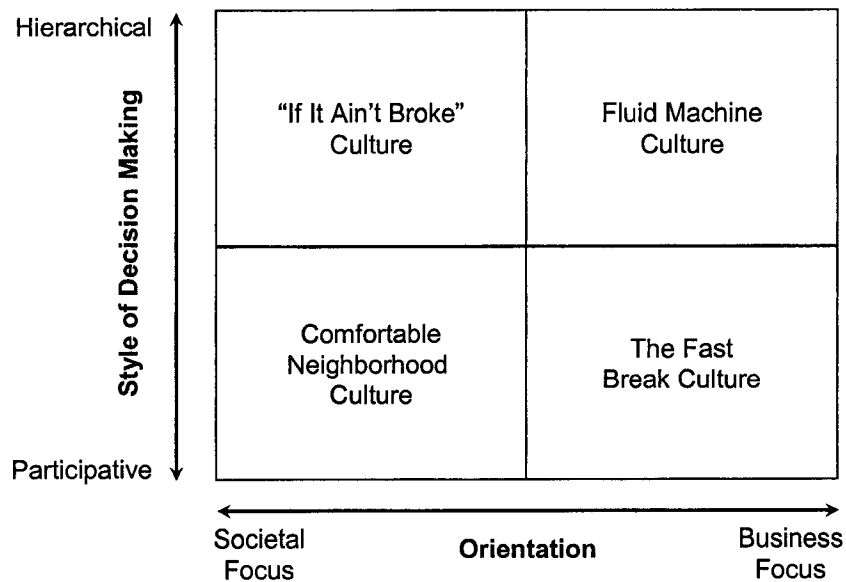 Hierarchical
Style of Decision Making
Participative
"If It Ain't Broke"
Culture
Fluid Machine
Culture
Comfortable
Neighborhood
Culture
The Fast
Break Culture
Societal
Focus
Orientation
Business
Focus